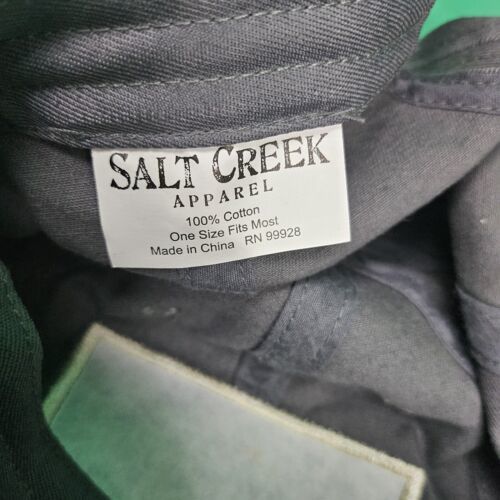 SALT CREEK
APPAREL
100% Cotton
One Size Fits Most
Made in China RN 99928